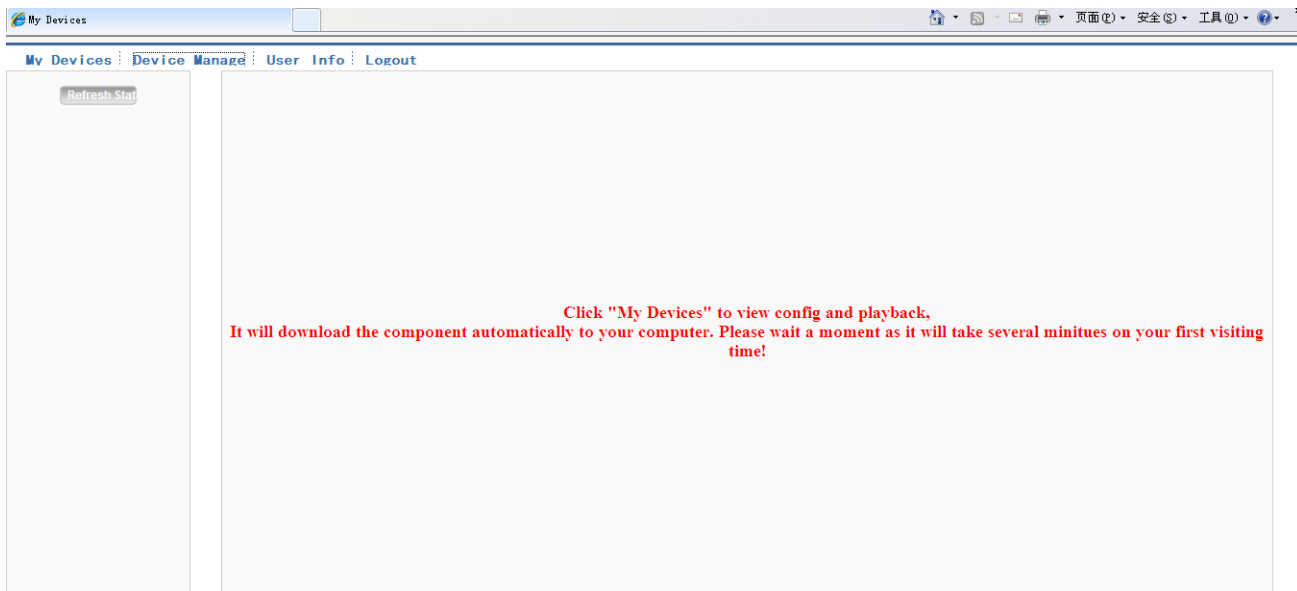 My Devices
页面(P) 安全(S) 工具(O)
My Devices Device Manage User Info Logout
Refresh Stat
Click "My Devices" to view config and playback,
It will download the component automatically to your computer. Please wait a moment as it will take several minitues on your first visiting
time!